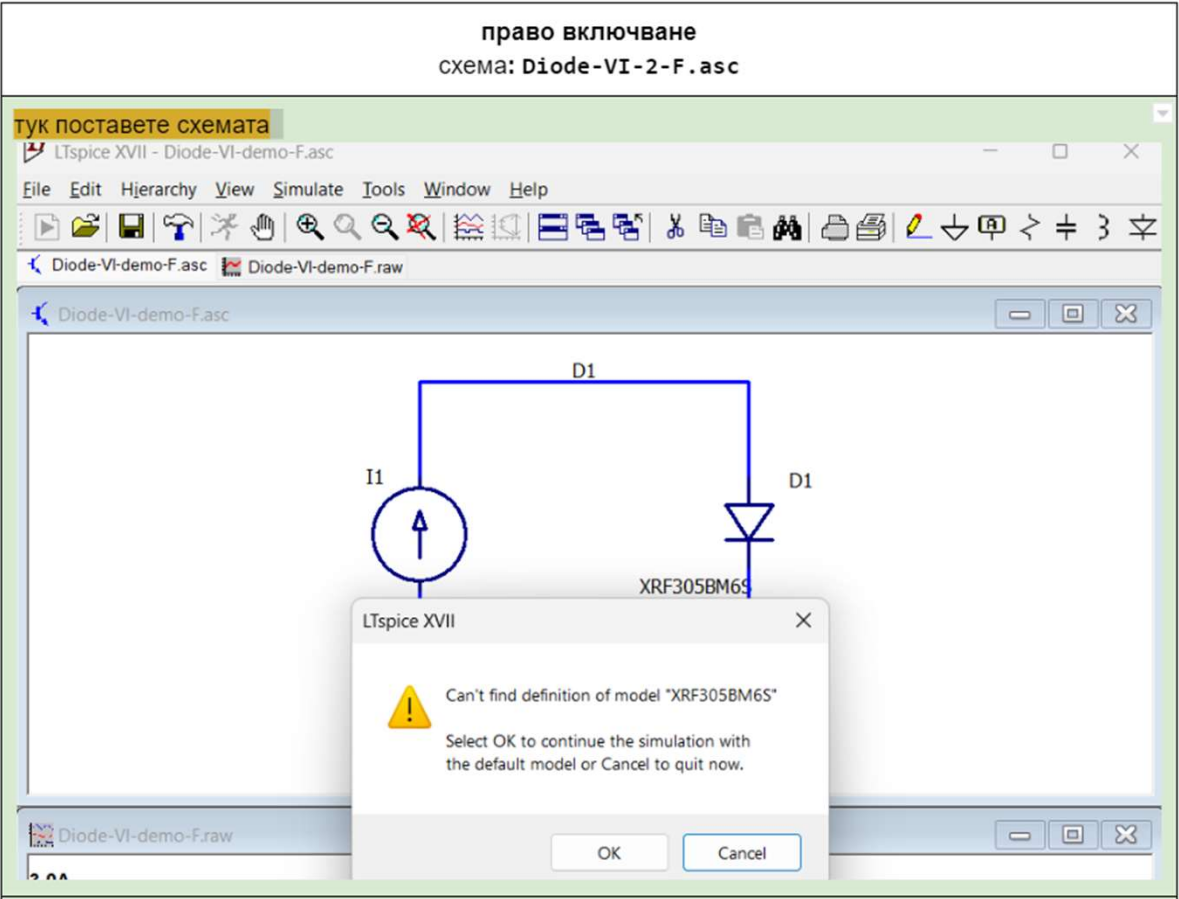 право включване
схема: Diode-VI-2-F.asc
тук поставете схемата
LTspice XVII - Diode-VI-demo-F.asc
File Edit Hierarchy View Simulate Tools Window Help
Diode-VI-demo-F.asc Diode-VI-demo-F.raw
Diode-VI-demo-F.asc
D1
I1
D1
XRF305BM6S
LTspice XVII
Can't find definition of model "XRF305BM6S"
Select OK to continue the simulation with
the default model or Cancel to quit now.
OK Cancel
Diode-VI-demo-F.raw
3.0A